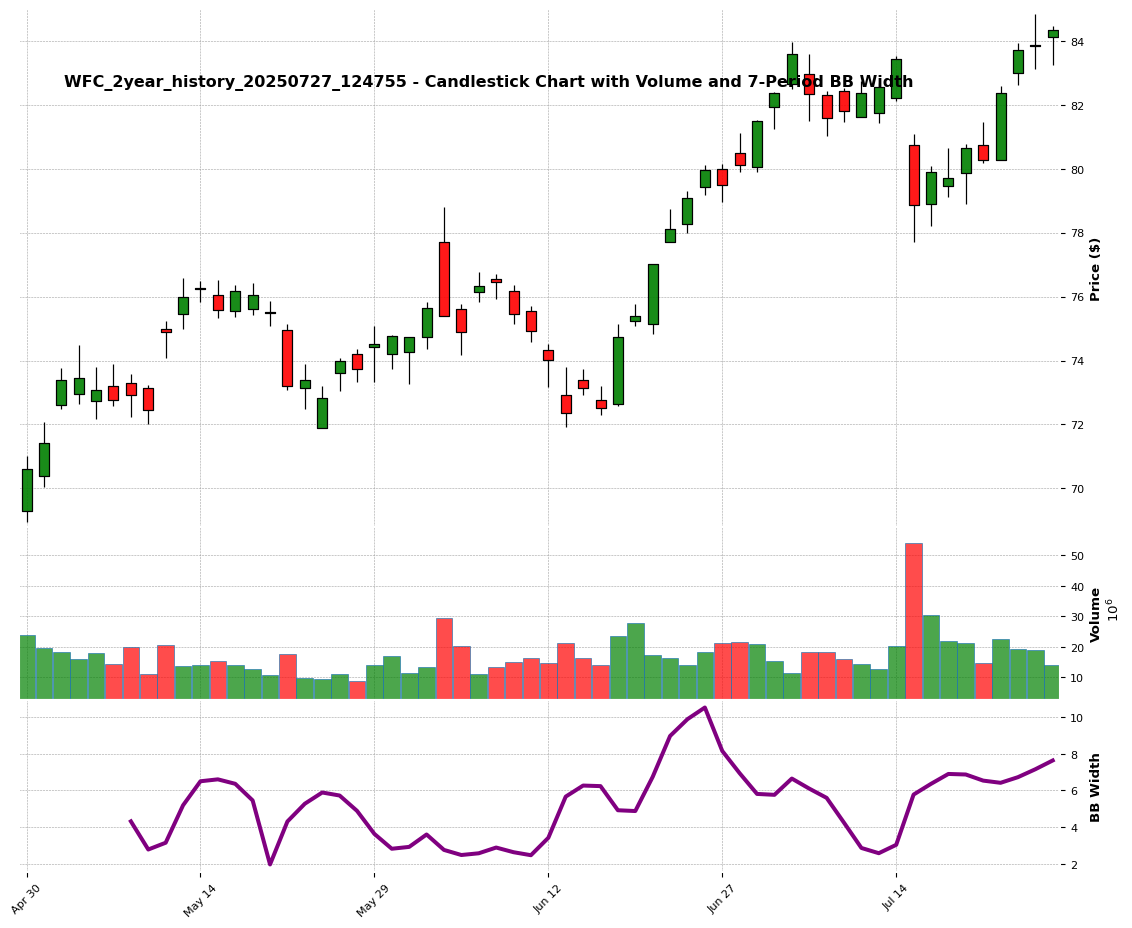 WFC_2year_history_20250727_124755 - Candlestick Chart with Volume and 7-Period BB Width
84
82
80
78
76
74
72
70
Price ($)
50
40
30
20
10
Volume
10^6
10
8
6
4
2
BB Width
Apr 30
May 14
May 29
Jun 12
Jun 27
Jul 14